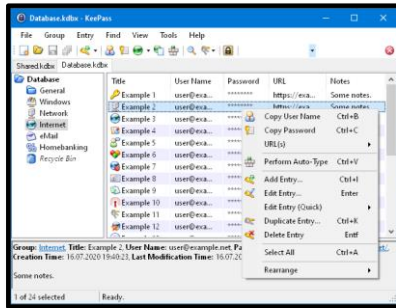 Database.kdbx - KeePass
File Group Entry Find View Tools Help
Shared.kdbx Database.kdbx
Database
General
Windows
Network
Internet
eMail
Homebanking
Recycle Bin
Title User Name Password URL Notes
Example 1 user@exa... ******** https://exa... Some notes.
Example 2 user@exa... ******** https://exa... Some notes.
Example 3 user@exa...
Example 4 user@exa...
Example 5 user@exa...
Example 6 user@exa...
Example 7 user@exa...
Example 8 user@exa...
Example 9 user@exa...
Example 10 user@exa...
Example 11 user@exa...
Example 12 user@exa...
Copy User Name Ctrl+B
Copy Password Ctrl+C
URL(s)
Perform Auto-Type Ctrl+V
Add Entry... Ctrl+I
Edit Entry... Enter
Edit Entry (Quick)
Duplicate Entry... Ctrl+K
Delete Entry Entf
Select All Ctrl+A
Rearrange
Group: Internet, Title: Example 2, User Name: user@example.net,
Creation Time: 16.07.2020 19:40:23, Last Modification Time:
Some notes.
1 of 24 selected Ready.